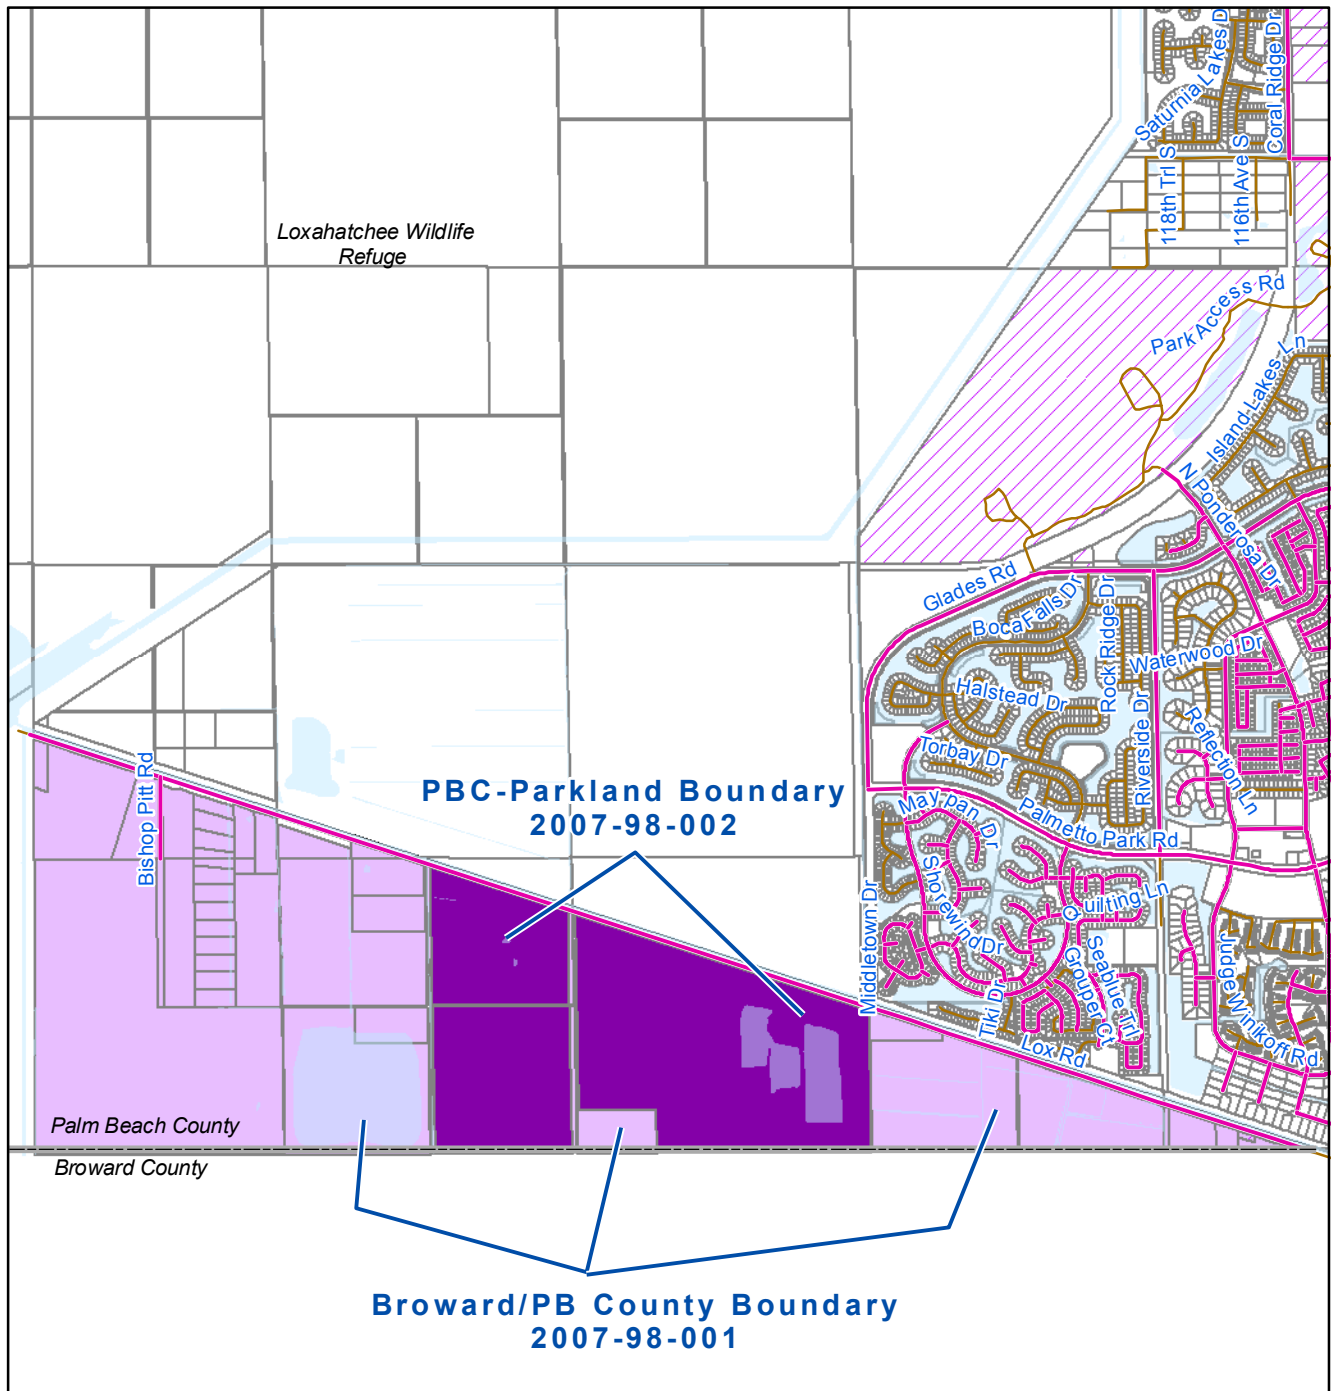 Saturnia Lakes D
Coral Ridge Dr
118th Trl S
116th Ave S
Loxahatchee Wildlife
Refuge
Park Access Rd
Island Lakes Ln
N Ponderosa Dr
Glades Rd
Boca Falls Dr
Rock Ridge Dr
Waterwood Dr
Halstead Dr
Riverside Dr
Reflection Ln
Torbay Dr
Bishop Pitt Rd
PBC-Parkland Boundary
2007-98-002
May pan Dr
Palmetto Park Rd
Shorewind Dr
Middletown Dr
Quilting Ln
Seablue Trl
Grouper Ct
Judge Winikoff Rd
Tiki Dr
Lox Rd
Palm Beach County
Broward County
Broward/PB County Boundary
2007-98-001